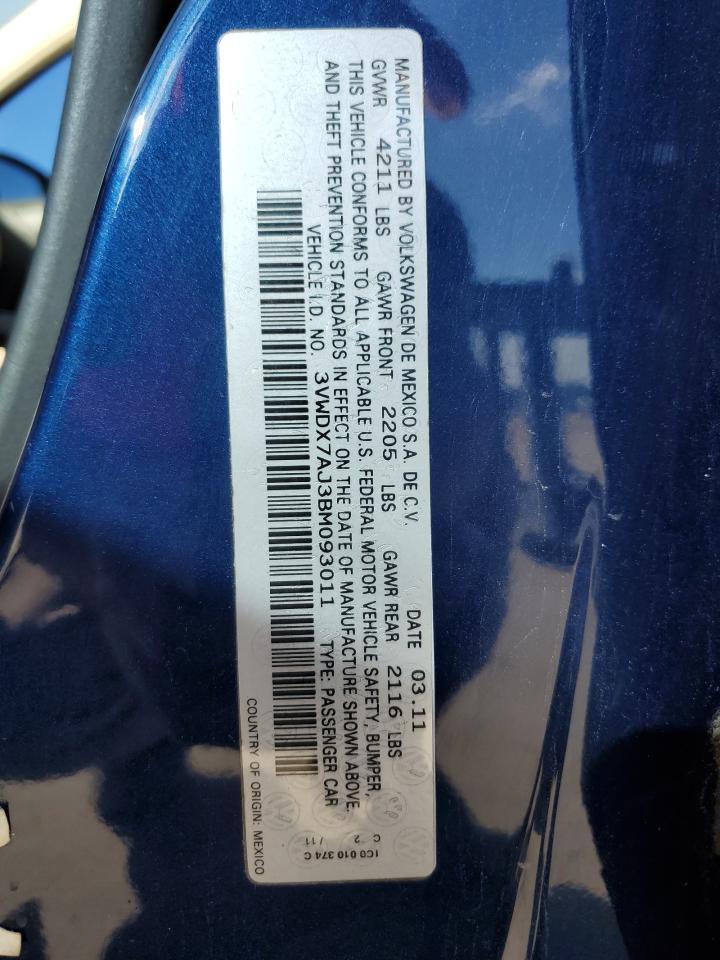 MANUFACTURED BY VOLKSWAGEN DE MEXICO S.A. DE C.V. DATE 03.11
GVWR 4211 LBS GAWR FRONT 2205 LBS GAWR REAR 2116 LBS
THIS VEHICLE CONFORMS TO ALL APPLICABLE U.S. FEDERAL MOTOR VEHICLE SAFETY, BUMPER,
AND THEFT PREVENTION STANDARDS IN EFFECT ON THE DATE OF MANUFACTURE SHOWN ABOVE.
VEHICLE I.D. NO. 3VWDX7AJ3BM093011 TYPE: PASSENGER CAR
COUNTRY OF ORIGIN: MEXICO
1C0 010 374 C
G 2
/11